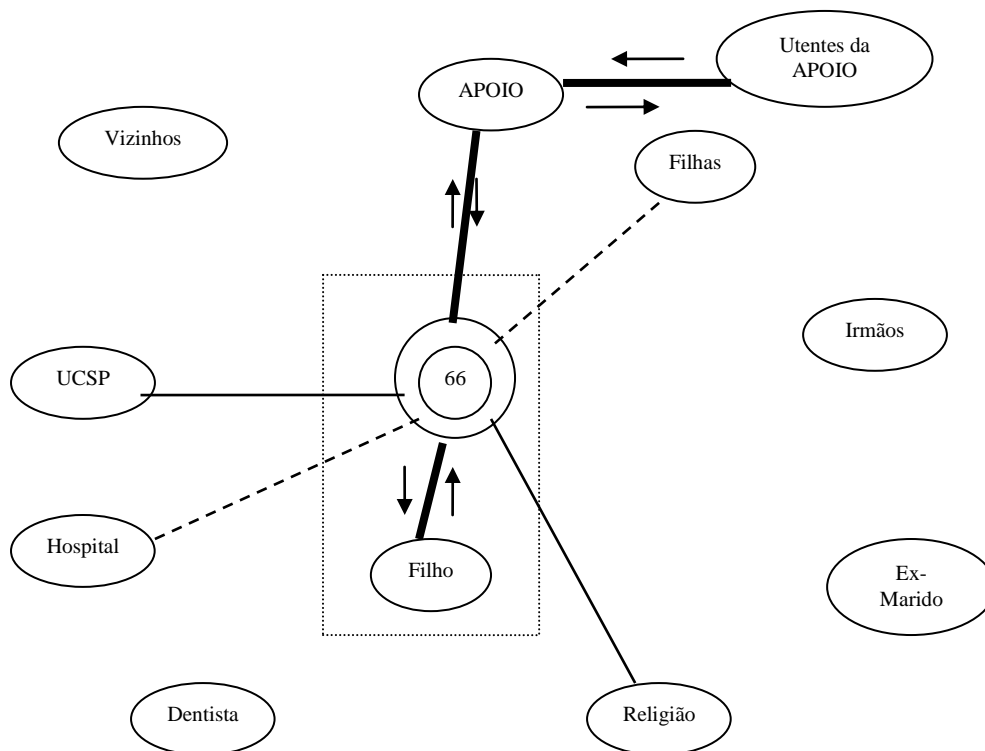 Utentes da
APOIO
APOIO
Vizinhos
Filhas
Irmãos
UCSP
66
Hospital
Filho
Ex-
Marido
Dentista
Religião